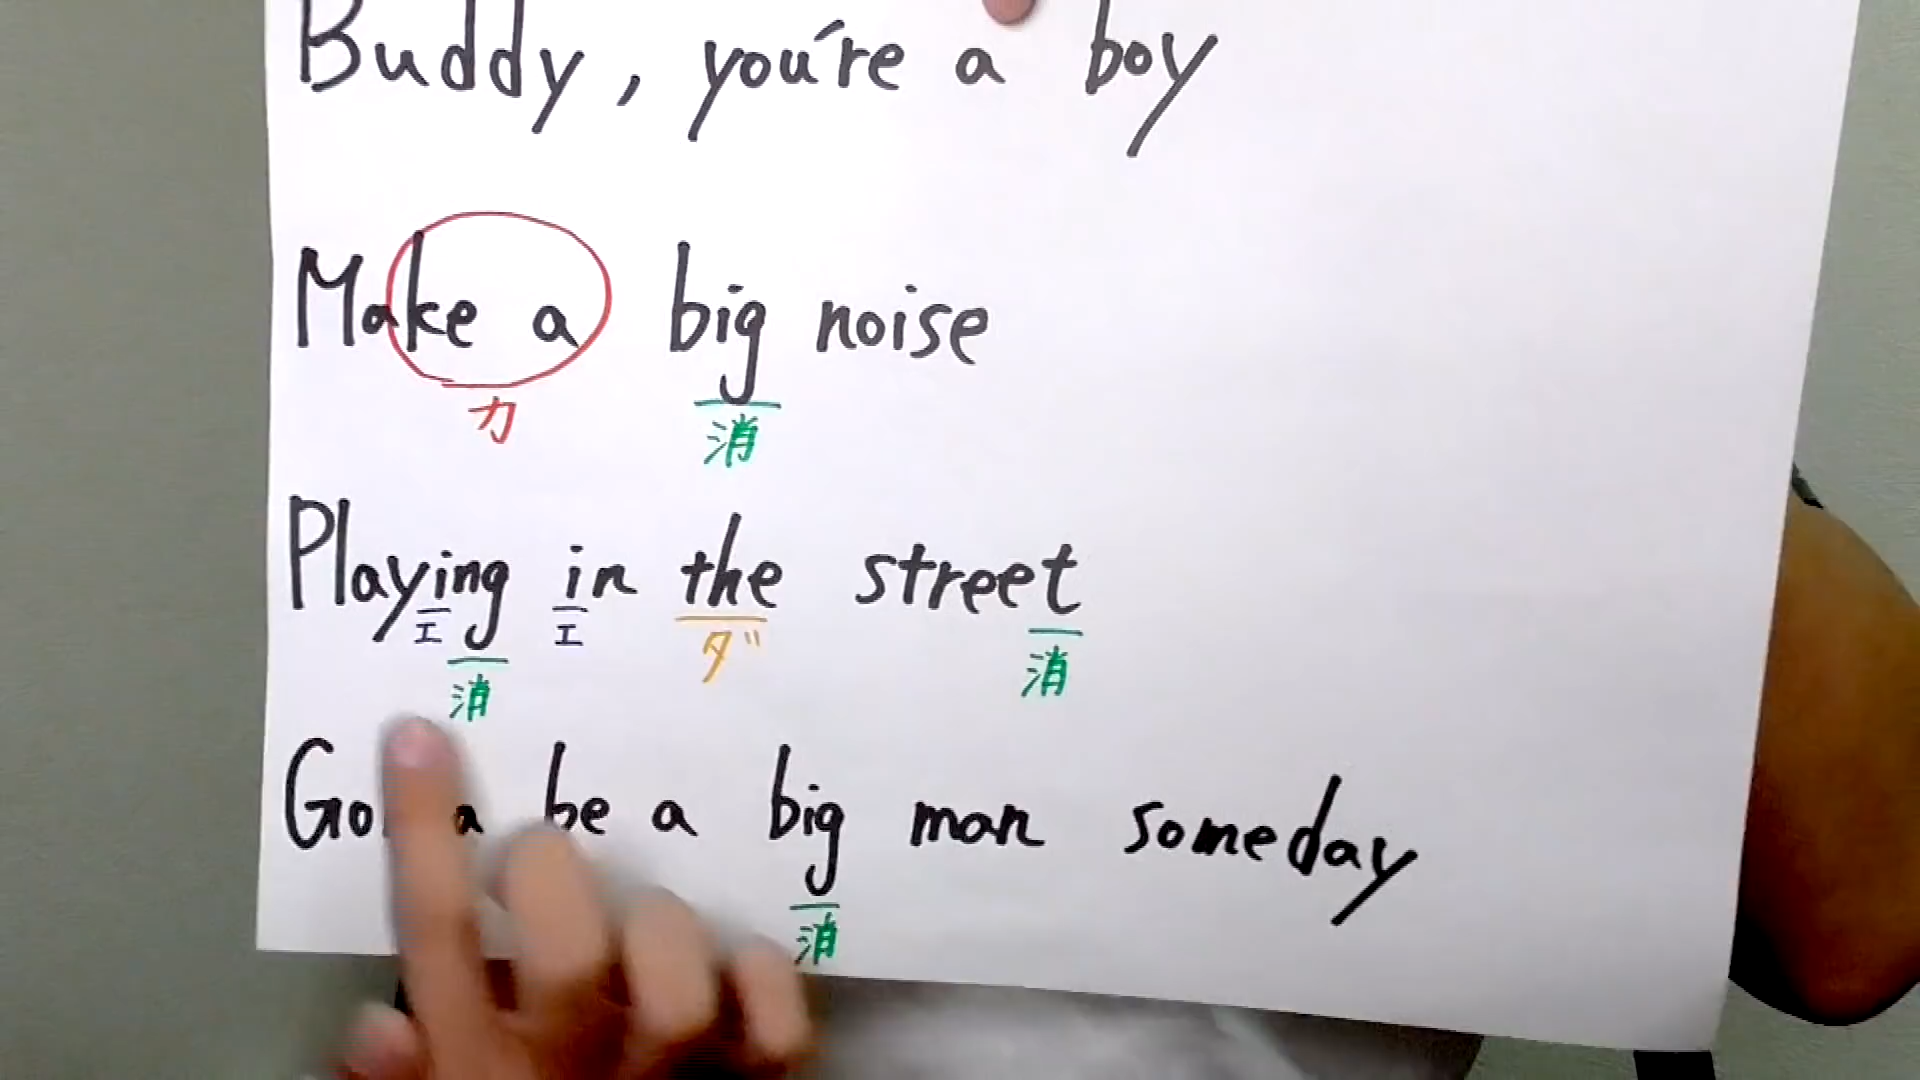 Buddy, you're a boy
Make a big noise
カ 消
Playing in the street
エ エ ダ 消
消
be a big man someday
消